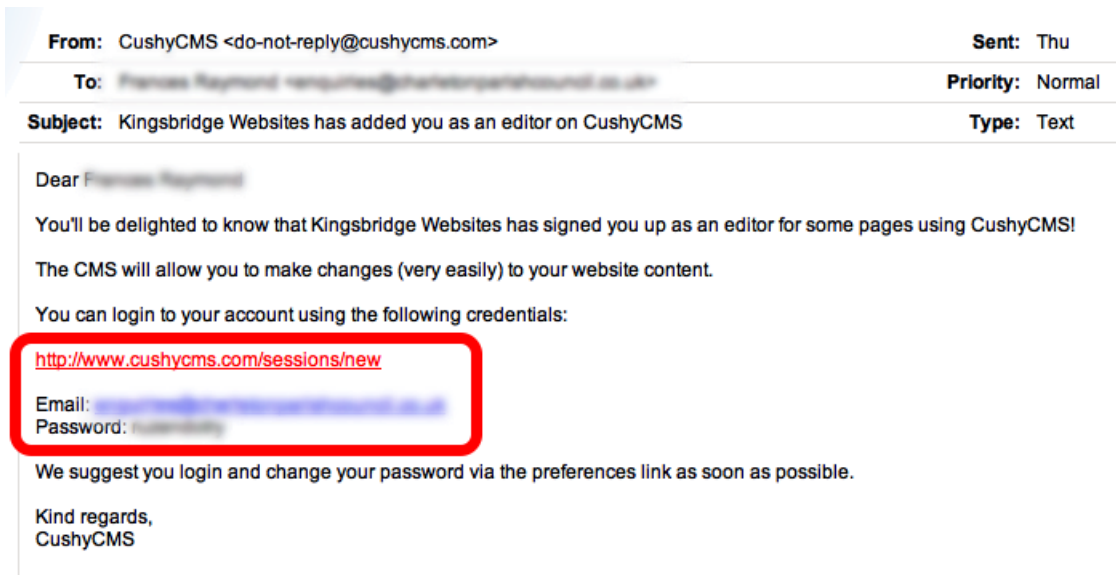 From: CushyCMS <do-not-reply@cushycms.com> Sent: Thu
To: Priority: Normal
Subject: Kingsbridge Websites has added you as an editor on CushyCMS Type: Text
Dear
You'll be delighted to know that Kingsbridge Websites has signed you up as an editor for some pages using CushyCMS!
The CMS will allow you to make changes (very easily) to your website content.
You can login to your account using the following credentials:
http://www.cushycms.com/sessions/new
Email:
Password:
We suggest you login and change your password via the preferences link as soon as possible.
Kind regards,
CushyCMS